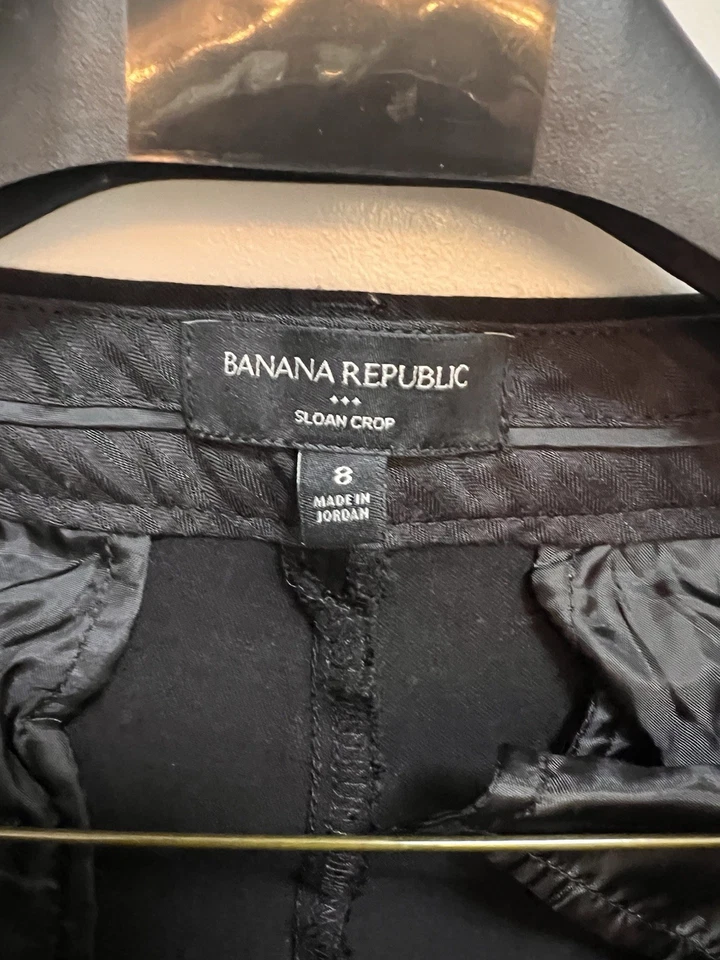 BANANA REPUBLIC
SLOAN CROP
8
MADE IN
JORDAN